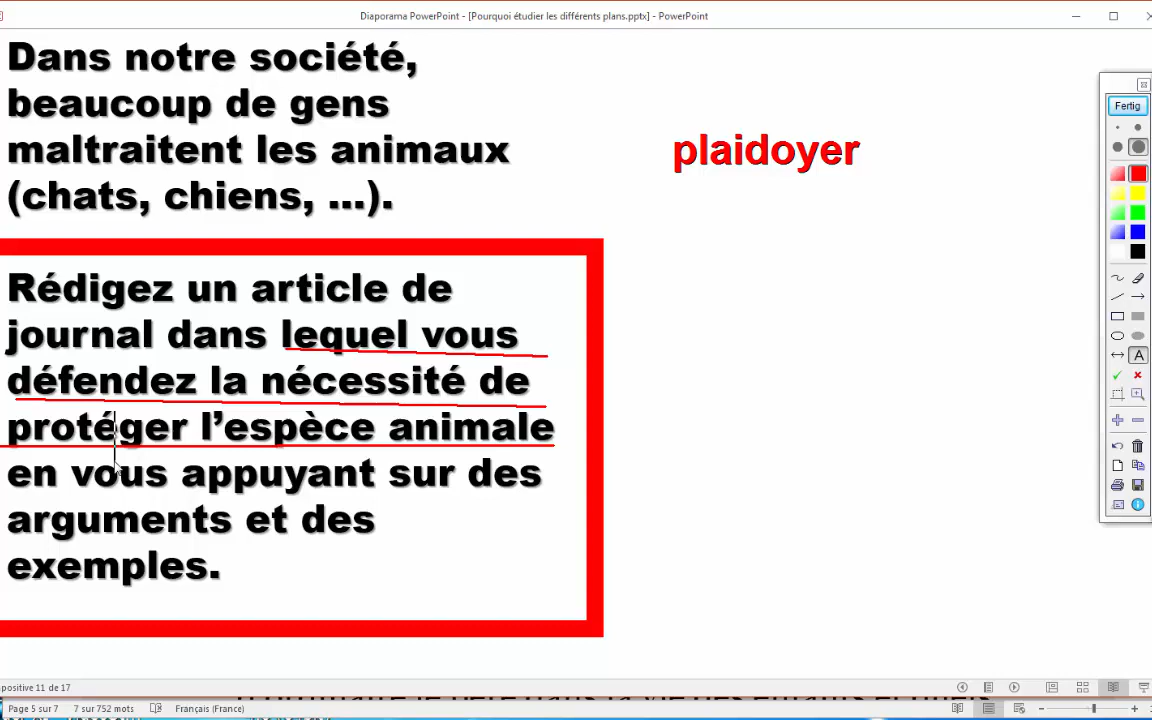 Diaporama PowerPoint - [Pourquoi étudier les différents plans.pptx] - PowerPoint
Dans notre société,
beaucoup de gens
maltraitent les animaux
(chats, chiens, ...).
plaidoyer
Fertig
Rédigez un article de
journal dans lequel vous
défendez la nécessité de
protéger l’espèce animale
en vous appuyant sur des
arguments et des
exemples.
A
positive 11 de 17
Page 5 sur 7 7 sur 752 mots Français (France)